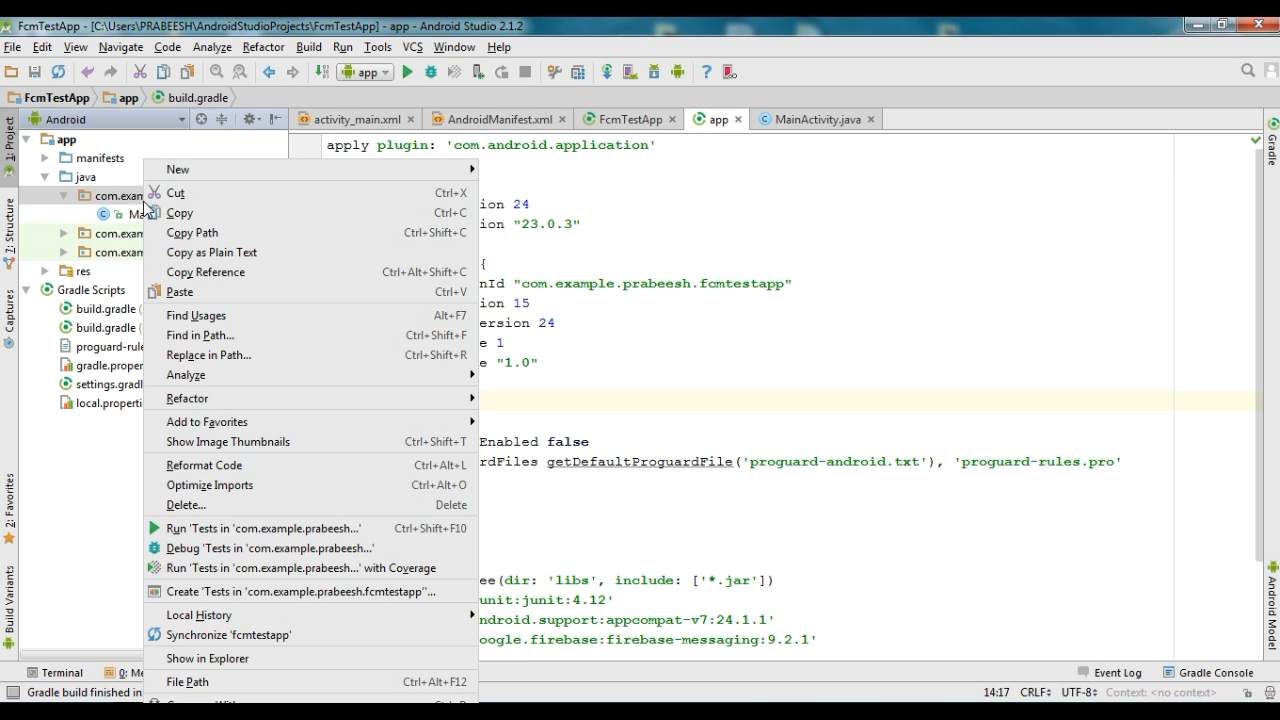 FcmTestApp - [C:\Users\PRABEESH\AndroidStudioProjects\FcmTestApp] - app - Android Studio 2.1.2
File Edit View Navigate Code Analyze Refactor Build Run Tools VCS Window Help
app
FcmTestApp app build.gradle
Android
activity_main.xml AndroidManifest.xml FcmTestApp app MainActivity.java
1: Project
7: Structure
Captures
2: Favorites
Build Variants
app
manifests
java
com.exam
Ma
com.exam
com.exam
res
Gradle Scripts
build.gradle (
build.gradle (
proguard-rule
gradle.proper
settings.gradl
local.properti
New
Cut Ctrl+X
Copy Ctrl+C
Copy Path Ctrl+Shift+C
Copy as Plain Text
Copy Reference Ctrl+Alt+Shift+C
Paste Ctrl+V
Find Usages Alt+F7
Find in Path... Ctrl+Shift+F
Replace in Path... Ctrl+Shift+R
Analyze
Refactor
Add to Favorites
Show Image Thumbnails Ctrl+Shift+T
Reformat Code Ctrl+Alt+L
Optimize Imports Ctrl+Alt+O
Delete... Delete
Run 'Tests in 'com.example.prabeesh...' Ctrl+Shift+F10
Debug 'Tests in 'com.example.prabeesh...'
Run 'Tests in 'com.example.prabeesh...' with Coverage
Create 'Tests in 'com.example.prabeesh.fcmtestapp''...
Local History
Synchronize 'fcmtestapp'
Show in Explorer
File Path Ctrl+Alt+F12
apply plugin: 'com.android.application'
ion 24
ion "23.0.3"
{
nId "com.example.prabeesh.fcmtestapp"
ion 15
ersion 24
e 1
e "1.0"
Enabled false
rdFiles getDefaultProguardFile('proguard-android.txt'), 'proguard-rules.pro'
ee(dir: 'libs', include: ['*.jar'])
unit:junit:4.12'
ndroid.support:appcompat-v7:24.1.1'
oogle.firebase:firebase-messaging:9.2.1'
Gradle
Android Model
Terminal 0: Me Event Log Gradle Console
Gradle build finished in 14:17 CRLF UTF-8 Context: <no context>